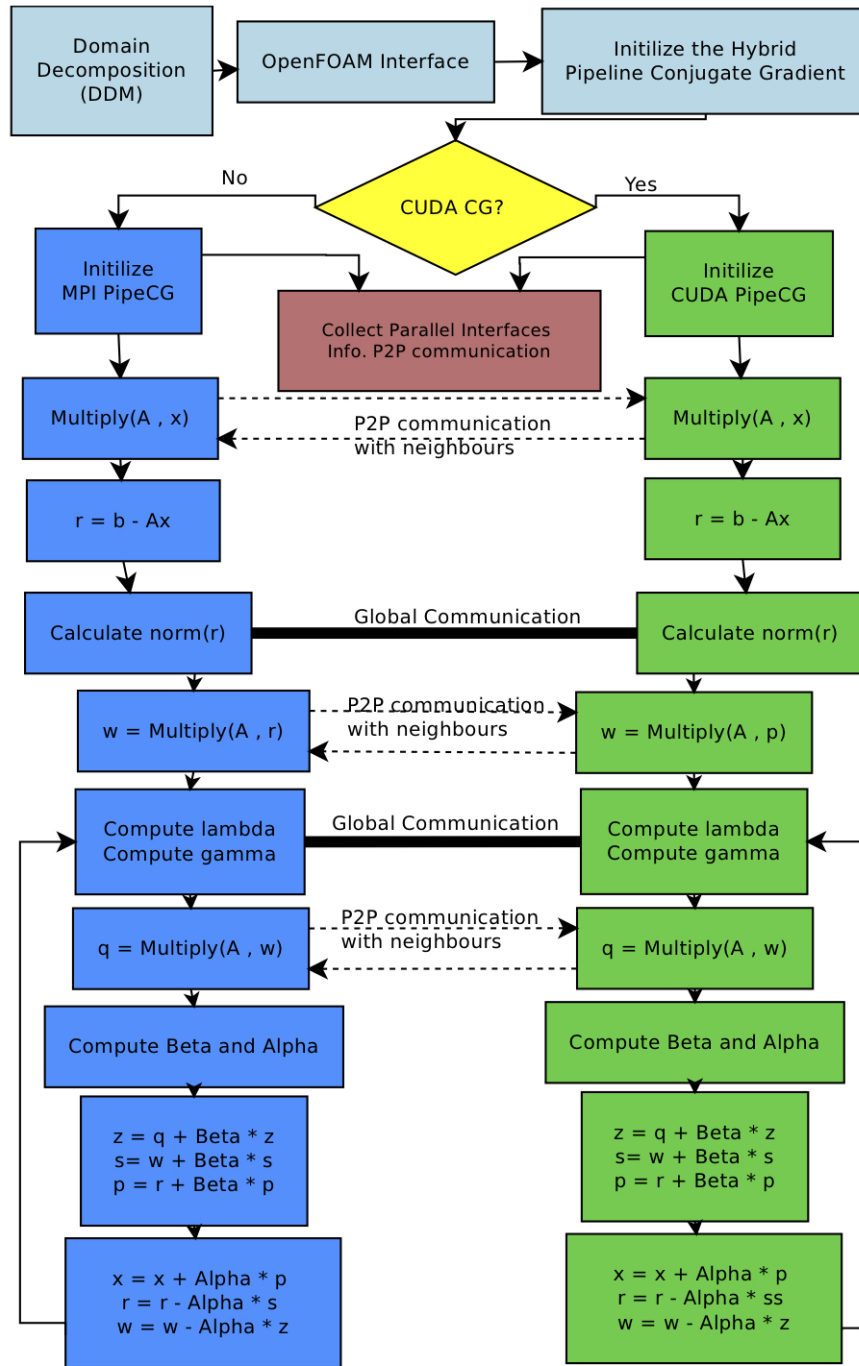 Domain
Decomposition
(DDM)
OpenFOAM Interface
Initilize the Hybrid
Pipeline Conjugate Gradient
No
CUDA CG?
Yes
Initilize
MPI PipeCG
Initilize
CUDA PipeCG
Collect Parallel Interfaces
Info. P2P communication
Multiply(A , x)
P2P communication
with neighbours
Multiply(A , x)
r = b - Ax
r = b - Ax
Calculate norm(r)
Global Communication
Calculate norm(r)
w = Multiply(A , r)
P2P communication
with neighbours
w = Multiply(A , p)
Compute lambda
Compute gamma
Global Communication
Compute lambda
Compute gamma
q = Multiply(A , w)
P2P communication
with neighbours
q = Multiply(A , w)
Compute Beta and Alpha
Compute Beta and Alpha
z = q + Beta * z
s= w + Beta * s
p = r + Beta * p
z = q + Beta * z
s= w + Beta * s
p = r + Beta * p
x = x + Alpha * p
r = r - Alpha * s
w = w - Alpha * z
x = x + Alpha * p
r = r - Alpha * ss
w = w - Alpha * z